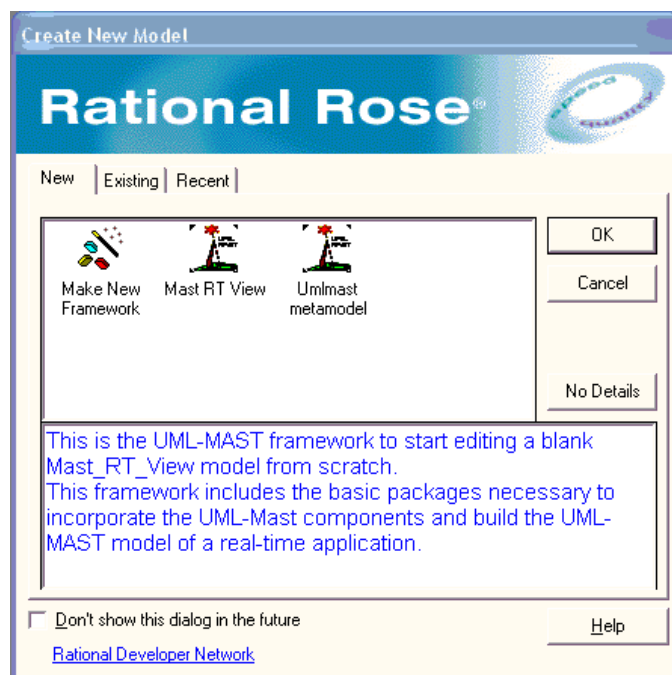 Create New Model
Rational Rose®
speed
quality
New
Existing
Recent
Make New
Framework
Mast RT View
Umlmast
metamodel
OK
Cancel
No Details
This is the UML-MAST framework to start editing a blank
Mast_RT_View model from scratch.
This framework includes the basic packages necessary to
incorporate the UML-Mast components and build the UML-
MAST model of a real-time application.
Don't show this dialog in the future
Help
Rational Developer Network